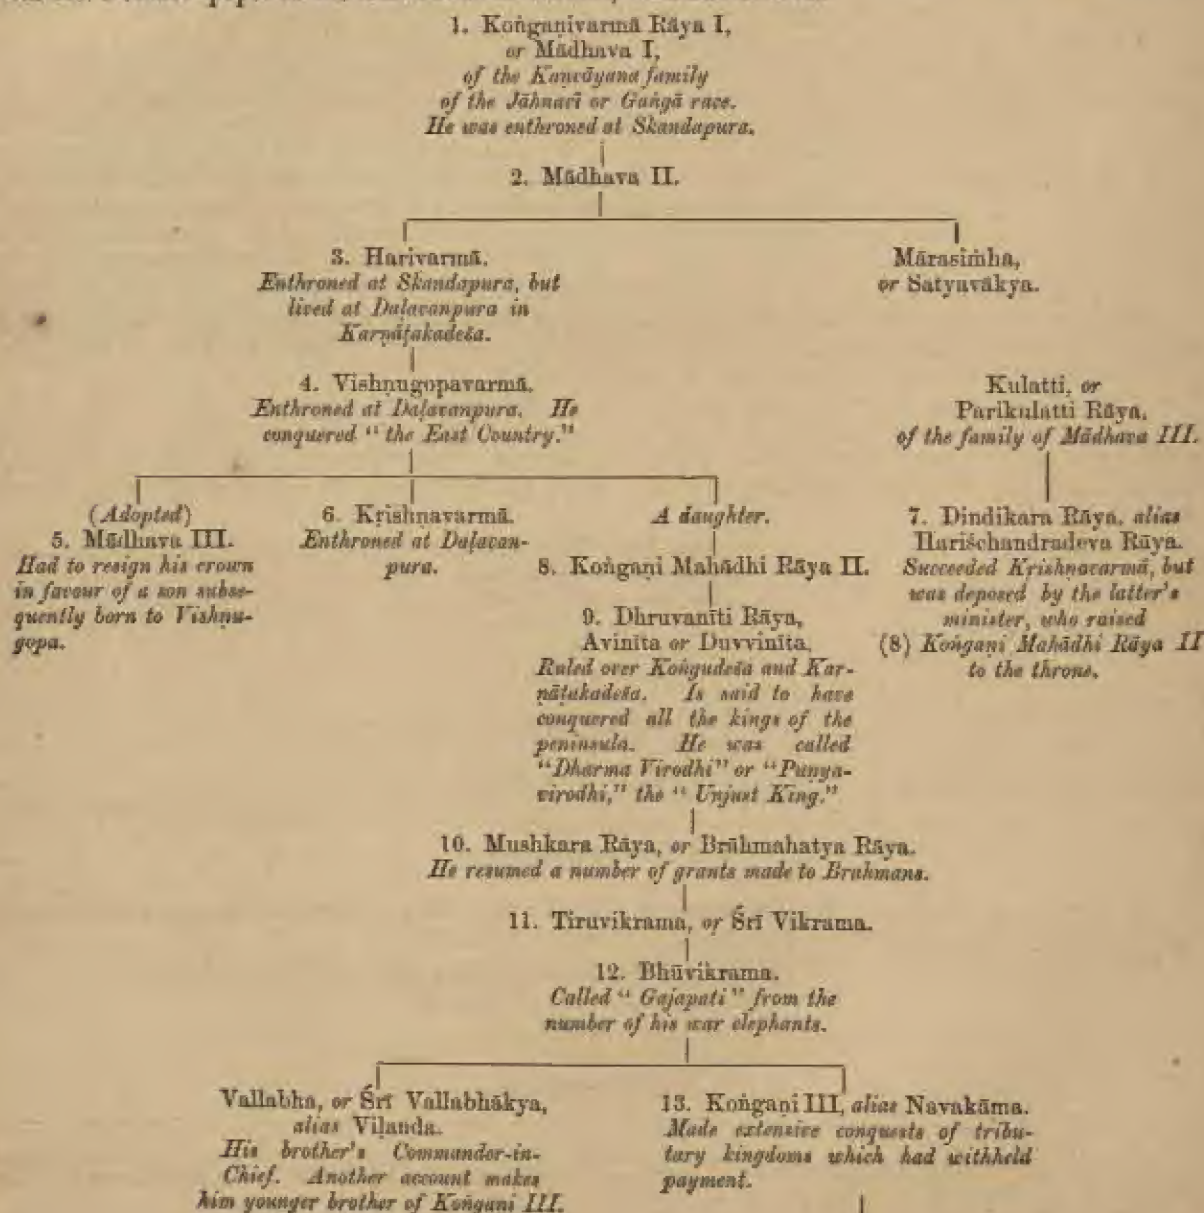 1. Koṅgaṇivarmā Rāya I,
or Mādhava I,
of the Kaṇvāyana family
of the Jāhnavī or Gaṅgā race.
He was enthroned at Skandapura.
2. Mādhava II.
3. Harivarmā.
Enthroned at Skandapura, but
lived at Daḷavanpura in
Karṇāṭakadeśa.
Mārasiṁha,
or Satyavākya.
4. Vishṇugopavarmā.
Enthroned at Daḷavanpura. He
conquered "the East Country."
Kulatti, or
Parikulatti Rāya,
of the family of Mādhava III.
(Adopted)
5. Mādhava III.
Had to resign his crown
in favour of a son subse-
quently born to Vishṇu-
gopa.
6. Kṛishṇavarmā.
Enthroned at Daḷavan-
pura.
A daughter.
8. Koṅgaṇi Mahādhi Rāya II.
9. Dhruvanīti Rāya,
Avinīta or Duvvinīta,
Ruled over Koṅgudeśa and Kar-
ṇāṭakadeśa. Is said to have
conquered all the kings of the
peninsula. He was called
"Dharma Virodhi" or "Puṇya-
virodhi," the "Unjust King."
7. Dindikara Rāya, alias
Hariśchandradeva Rāya.
Succeeded Kṛishṇavarmā, but
was deposed by the latter's
minister, who raised
(8) Koṅgaṇi Mahādhi Rāya II
to the throne.
10. Mushkara Rāya, or Brāhmahatya Rāya.
He resumed a number of grants made to Brahmans.
11. Tiruvikrama, or Śrī Vikrama.
12. Bhūvikrama.
Called "Gajapati" from the
number of his war elephants.
Vallabha, or Śrī Vallabhākya,
alias Viḷanda.
His brother's Commander-in-
Chief. Another account makes
him younger brother of Koṅgaṇi III.
13. Koṅgaṇi III, alias Navakāma.
Made extensive conquests of tribu-
tary kingdoms which had withheld
payment.